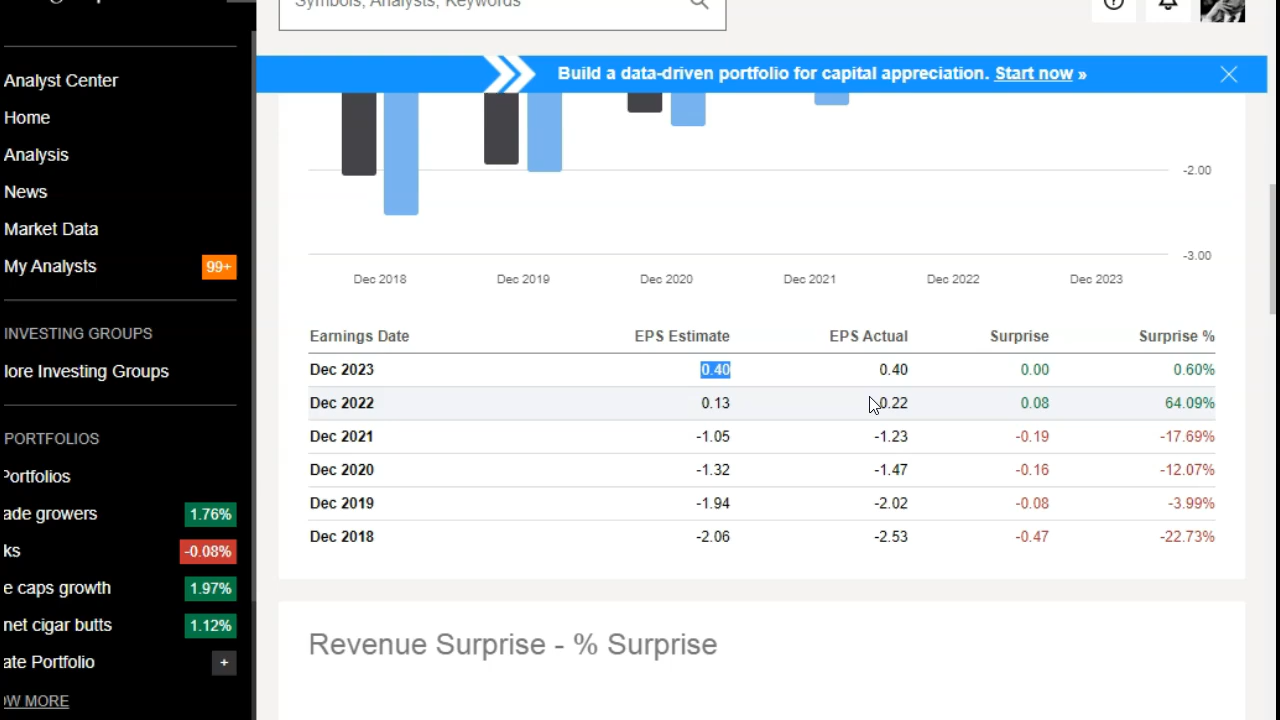 Symbols, Analysts, Keywords
Build a data-driven portfolio for capital appreciation. Start now »
Analyst Center
Home
Analysis
News
Market Data
My Analysts 99+
INVESTING GROUPS
lore Investing Groups
PORTFOLIOS
Portfolios
ade growers 1.76%
ks -0.08%
e caps growth 1.97%
net cigar butts 1.12%
ate Portfolio +
OW MORE
-2.00
-3.00
Dec 2018 Dec 2019 Dec 2020 Dec 2021 Dec 2022 Dec 2023
Earnings Date EPS Estimate EPS Actual Surprise Surprise %
Dec 2023 0.40 0.40 0.00 0.60%
Dec 2022 0.13 0.22 0.08 64.09%
Dec 2021 -1.05 -1.23 -0.19 -17.69%
Dec 2020 -1.32 -1.47 -0.16 -12.07%
Dec 2019 -1.94 -2.02 -0.08 -3.99%
Dec 2018 -2.06 -2.53 -0.47 -22.73%
Revenue Surprise - % Surprise